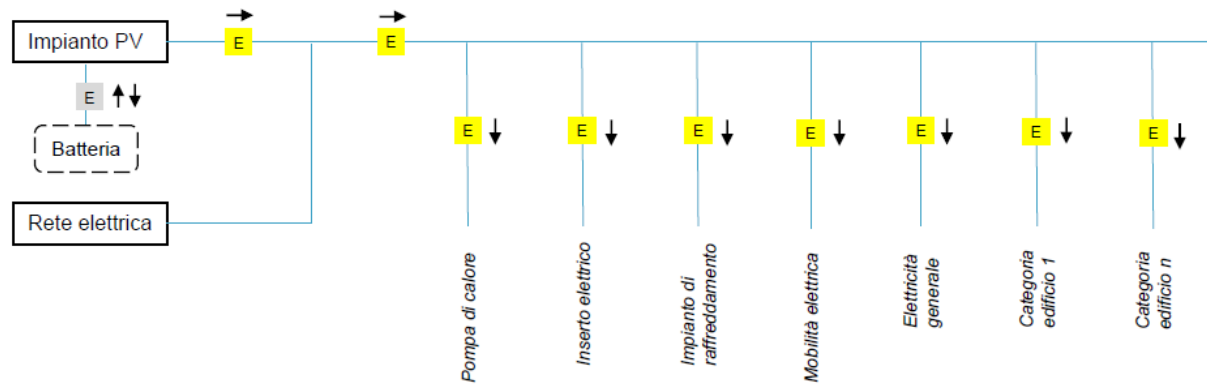 Impianto PV
E
E
E
Batteria
Rete elettrica
E
E
E
E
E
E
E
Pompa di calore
Inserto elettrico
Impianto di
raffreddamento
Mobilità elettrica
Elettricità
generale
Categoria
edificio 1
Categoria
edificio n